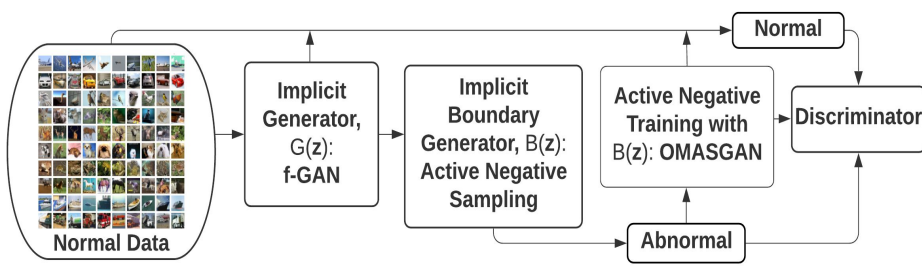 Normal Data
Implicit
Generator,
G(z):
f-GAN
Implicit
Boundary
Generator, B(z):
Active Negative
Sampling
Active Negative
Training with
B(z): OMASGAN
Normal
Discriminator
Abnormal